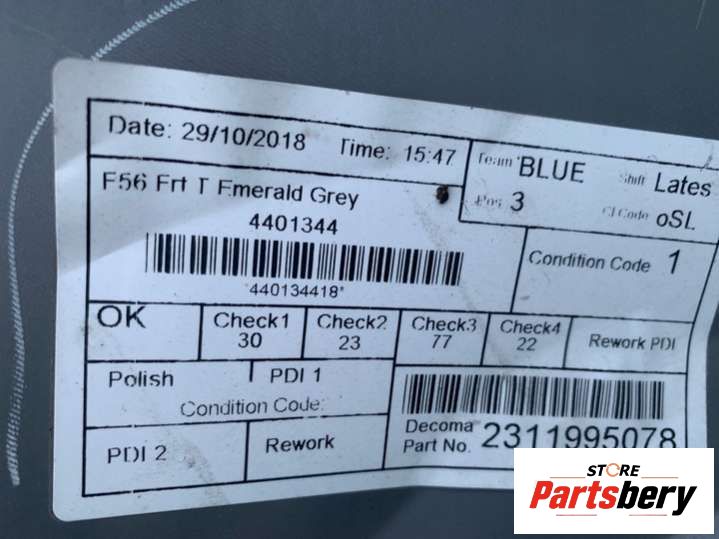 Date: 29/10/2018 Time: 15:47 Team BLUE Shift Lates
Pos 3 Cl Code oSL
F56 Frt T Emerald Grey
4401344
*440134418*
Condition Code 1
OK Check1 30 Check2 23 Check3 77 Check4 22 Rework PDI
Polish PDI 1
Condition Code:
PDI 2 Rework
Decoma Part No. 2311995078
STORE
Partsbery